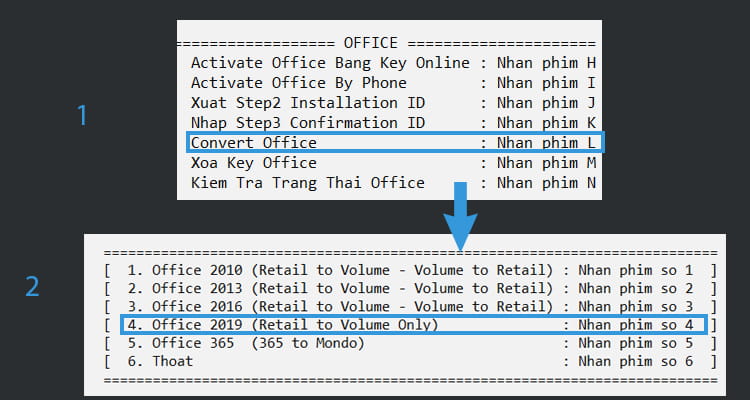 ================== OFFICE =====================
Activate Office Bang Key Online : Nhan phim H
Activate Office By Phone : Nhan phim I
Xuat Step2 Installation ID : Nhan phim J
Nhap Step3 Confirmation ID : Nhan phim K
1
Convert Office : Nhan phim L
Xoa Key Office : Nhan phim M
Kiem Tra Trang Thai Office : Nhan phim N
============================================================================
[ 1. Office 2010 (Retail to Volume - Volume to Retail) : Nhan phim so 1 ]
2
[ 2. Office 2013 (Retail to Volume - Volume to Retail) : Nhan phim so 2 ]
[ 3. Office 2016 (Retail to Volume - Volume to Retail) : Nhan phim so 3 ]
[ 4. Office 2019 (Retail to Volume Only) : Nhan phim so 4 ]
[ 5. Office 365 (365 to Mondo) : Nhan phim so 5 ]
[ 6. Thoat : Nhan phim so 6 ]
============================================================================